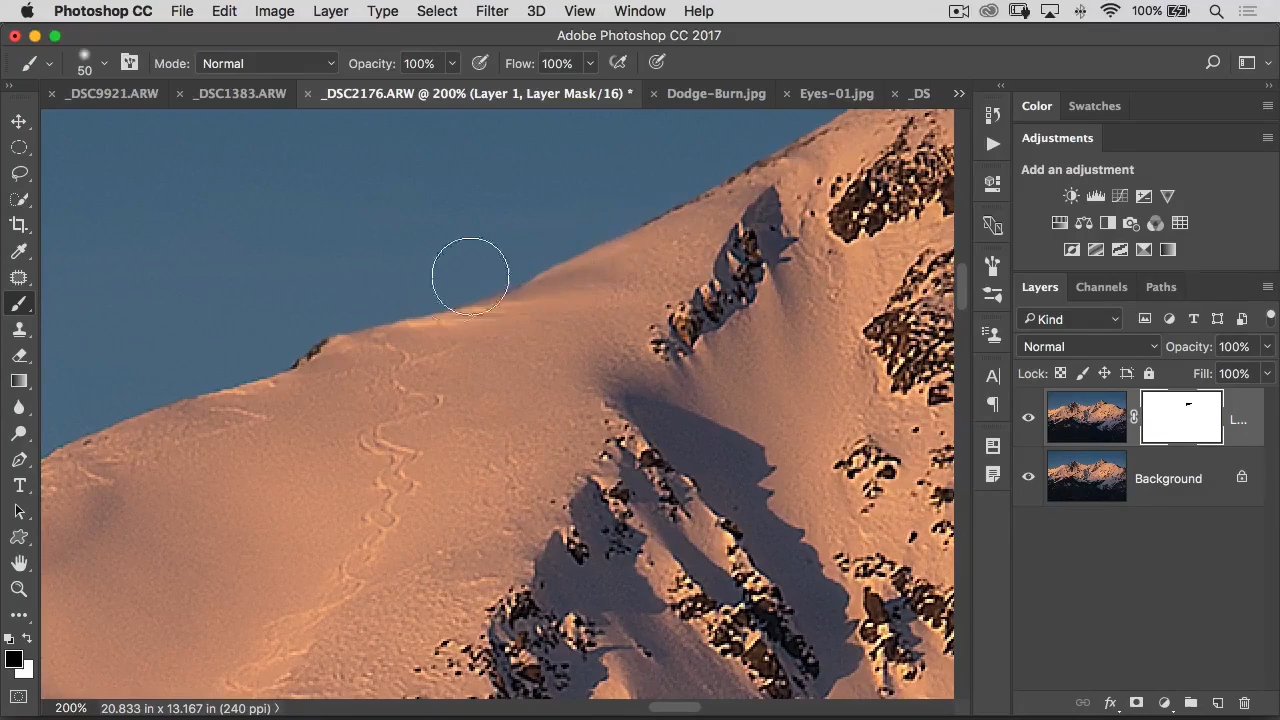 Photoshop CC File Edit Image Layer Type Select Filter 3D View Window Help 100%
Adobe Photoshop CC 2017
50 Mode: Normal Opacity: 100% Flow: 100%
× _DSC9921.ARW × _DSC1383.ARW × _DSC2176.ARW @ 200% (Layer 1, Layer Mask/16) * × Dodge-Burn.jpg × Eyes-01.jpg × _DS
Color Swatches
Adjustments
Add an adjustment
Layers Channels Paths
Kind
Normal Opacity: 100%
Lock: Fill: 100%
L...
Background
200% 20.833 in x 13.167 in (240 ppi)